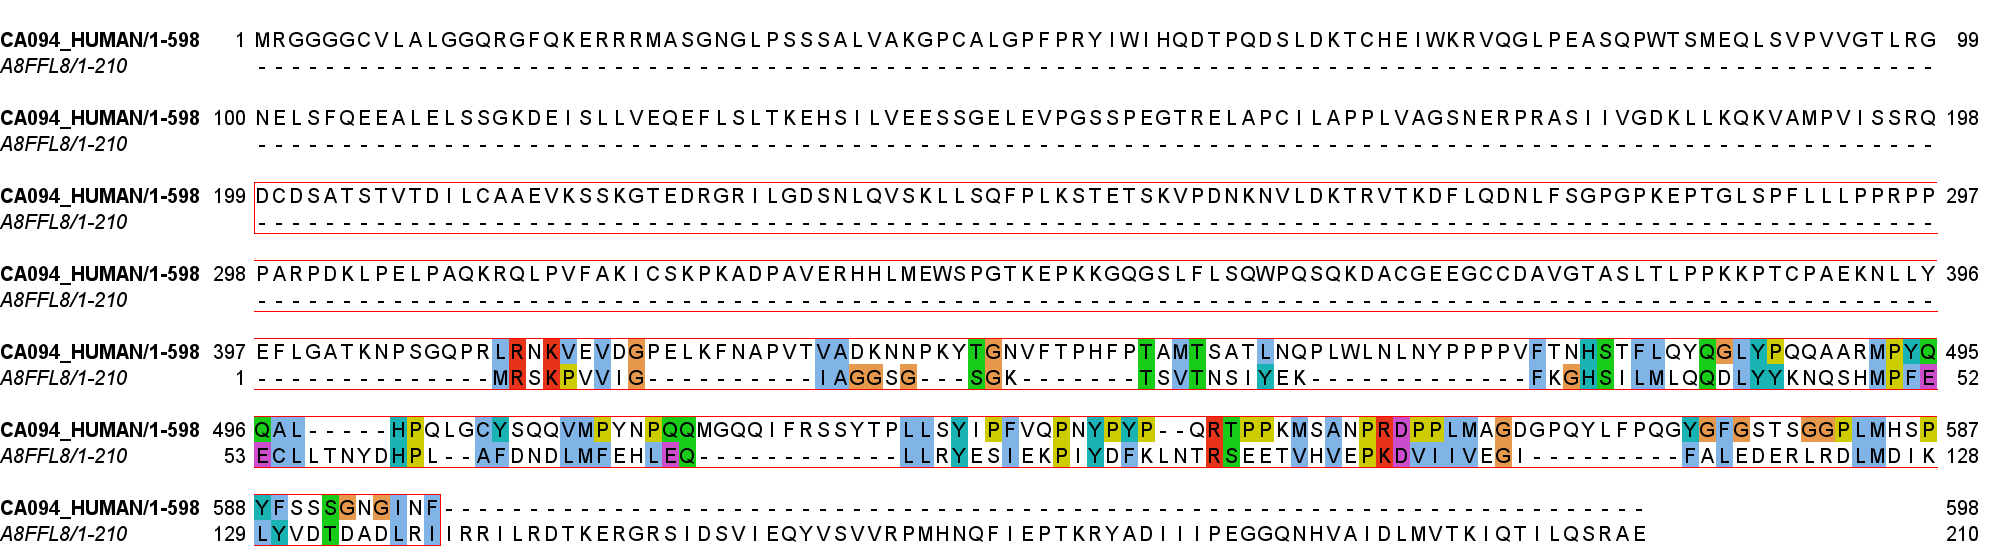 CA094_HUMAN/1-598 1 MRGGGGCVLALGGQRGFQKERRRMASGNGLPSSSALVAKGPCALGPFPRYIWIHQDTPQDSLDKTCHEIWKRVQGLPEASQPWTSMEQLSVPVVGTLRG 99
A8FFL8/1-210 ---------------------------------------------------------------------------------------------------
CA094_HUMAN/1-598 100 NELSFQEEALELSSGKDEISLLVEQEFLSLTKEHSILVEESSGELEVPGSSPEGTRELAPCILAPPLVAGSNERPRASIIVGDKLLKQKVAMPVISSRQ 198
A8FFL8/1-210 ---------------------------------------------------------------------------------------------------
CA094_HUMAN/1-598 199 DCDSATSTVTDILCAAEVKSSKGTEDRGRILGDSNLQVSKLLSQFPLKSTETSKVPDNKNVLDKTRVTKDFLQDNLFSGPGPKEPTGLSPFLLLPPRPP 297
A8FFL8/1-210 ---------------------------------------------------------------------------------------------------
CA094_HUMAN/1-598 298 PARPDKLPELPAQKRQLPVFAKICSKPKADPAVERHHLMEWSPGTKEPKKGQGSLFLSQWPQSQKDACGEEGCCDAVGTASLTLPPKKPTCPAEKNLLY 396
A8FFL8/1-210 ---------------------------------------------------------------------------------------------------
CA094_HUMAN/1-598 397 EFLGATKNPSGQPRLRNKVEVDGPELKFNAPVTVADKNNPKYTGNVFTPHFPTAMTSATLNQPLWLNLNYPPPPVFTNHSTFLQYQGLYPQQAARMPYQ 495
A8FFL8/1-210 1 --------------MRSKPVVIG----------IAGGSG---SGK-------TSVTNSIYEK-------------FKGHSILMLQQDLYYKNQSHMPFE 52
CA094_HUMAN/1-598 496 QAL-----HPQLGCYSQQVMPYNPQQMGQQIFRSSYTPLLSYIPFVQPNYPYP--QRTPPKMSANPRDPPLMAGDGPQYLFPQGYGFGSTSGGPLMHSP 587
A8FFL8/1-210 53 ECLLTNYDHPL--AFDNDLMFEHLEQ------------LLRYESIEKPIYDFKLNTRSEETVHVEPKDVIIVEGI---------FALEDERLRDLMDIK 128
CA094_HUMAN/1-598 588 YFSSSGNGINF----------------------------------------------------------------------- 598
A8FFL8/1-210 129 LYVDTDADLRIIRRILRDTKERGRSIDSVIEQYVSVVRPMHNQFIEPTKRYADIIIPEGGQNHVAIDLMVTKIQTILQSRAE 210